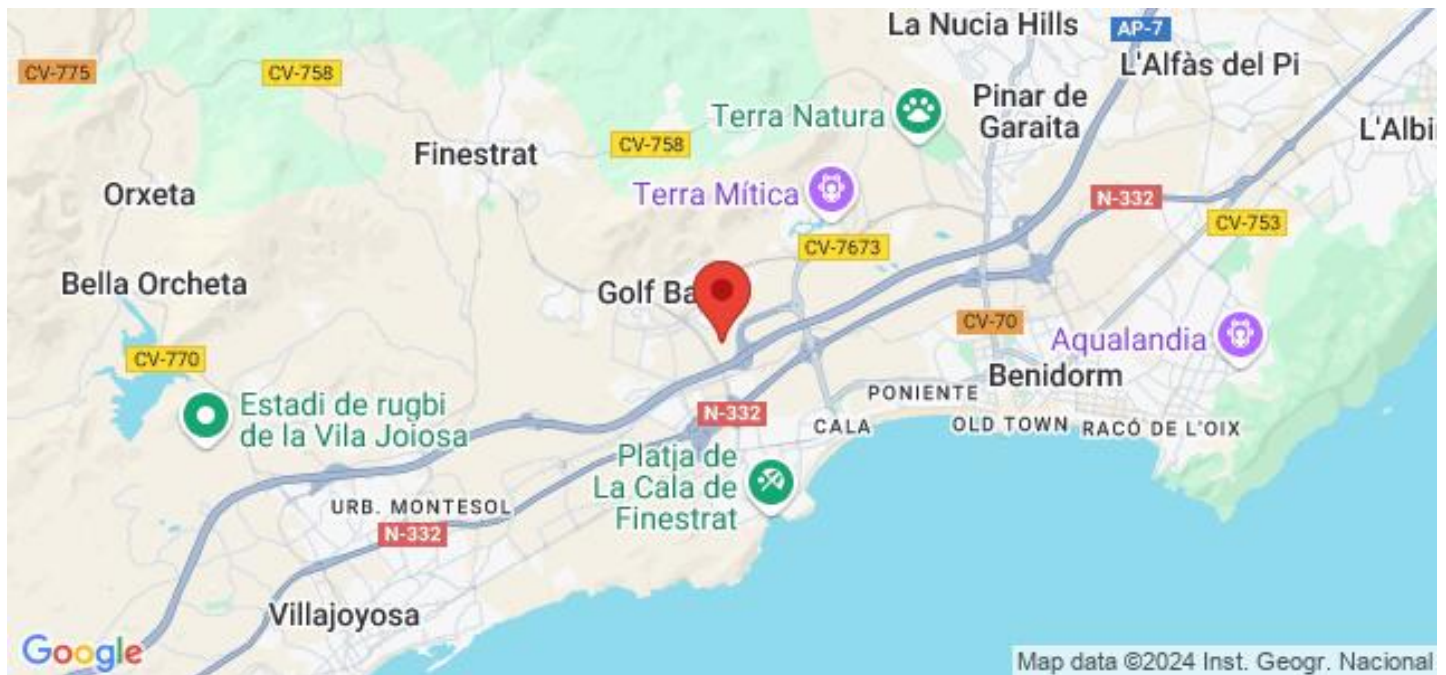 La Nucia Hills
AP-7
CV-775
CV-758
L'Alfàs del Pi
Terra Natura
Pinar de
Garaita
L'Albi
Finestrat
CV-758
Orxeta
Terra Mítica
N-332
CV-753
CV-7673
Bella Orcheta
Golf Ba
CV-70
Aqualandia
CV-770
Benidorm
PONIENTE
Estadi de rugbi
de la Vila Joiosa
N-332
CALA
OLD TOWN
RACÓ DE L'OIX
Platja de
La Cala de
Finestrat
URB. MONTESOL
N-332
Villajoyosa
Google
Map data ©2024 Inst. Geogr. Nacional